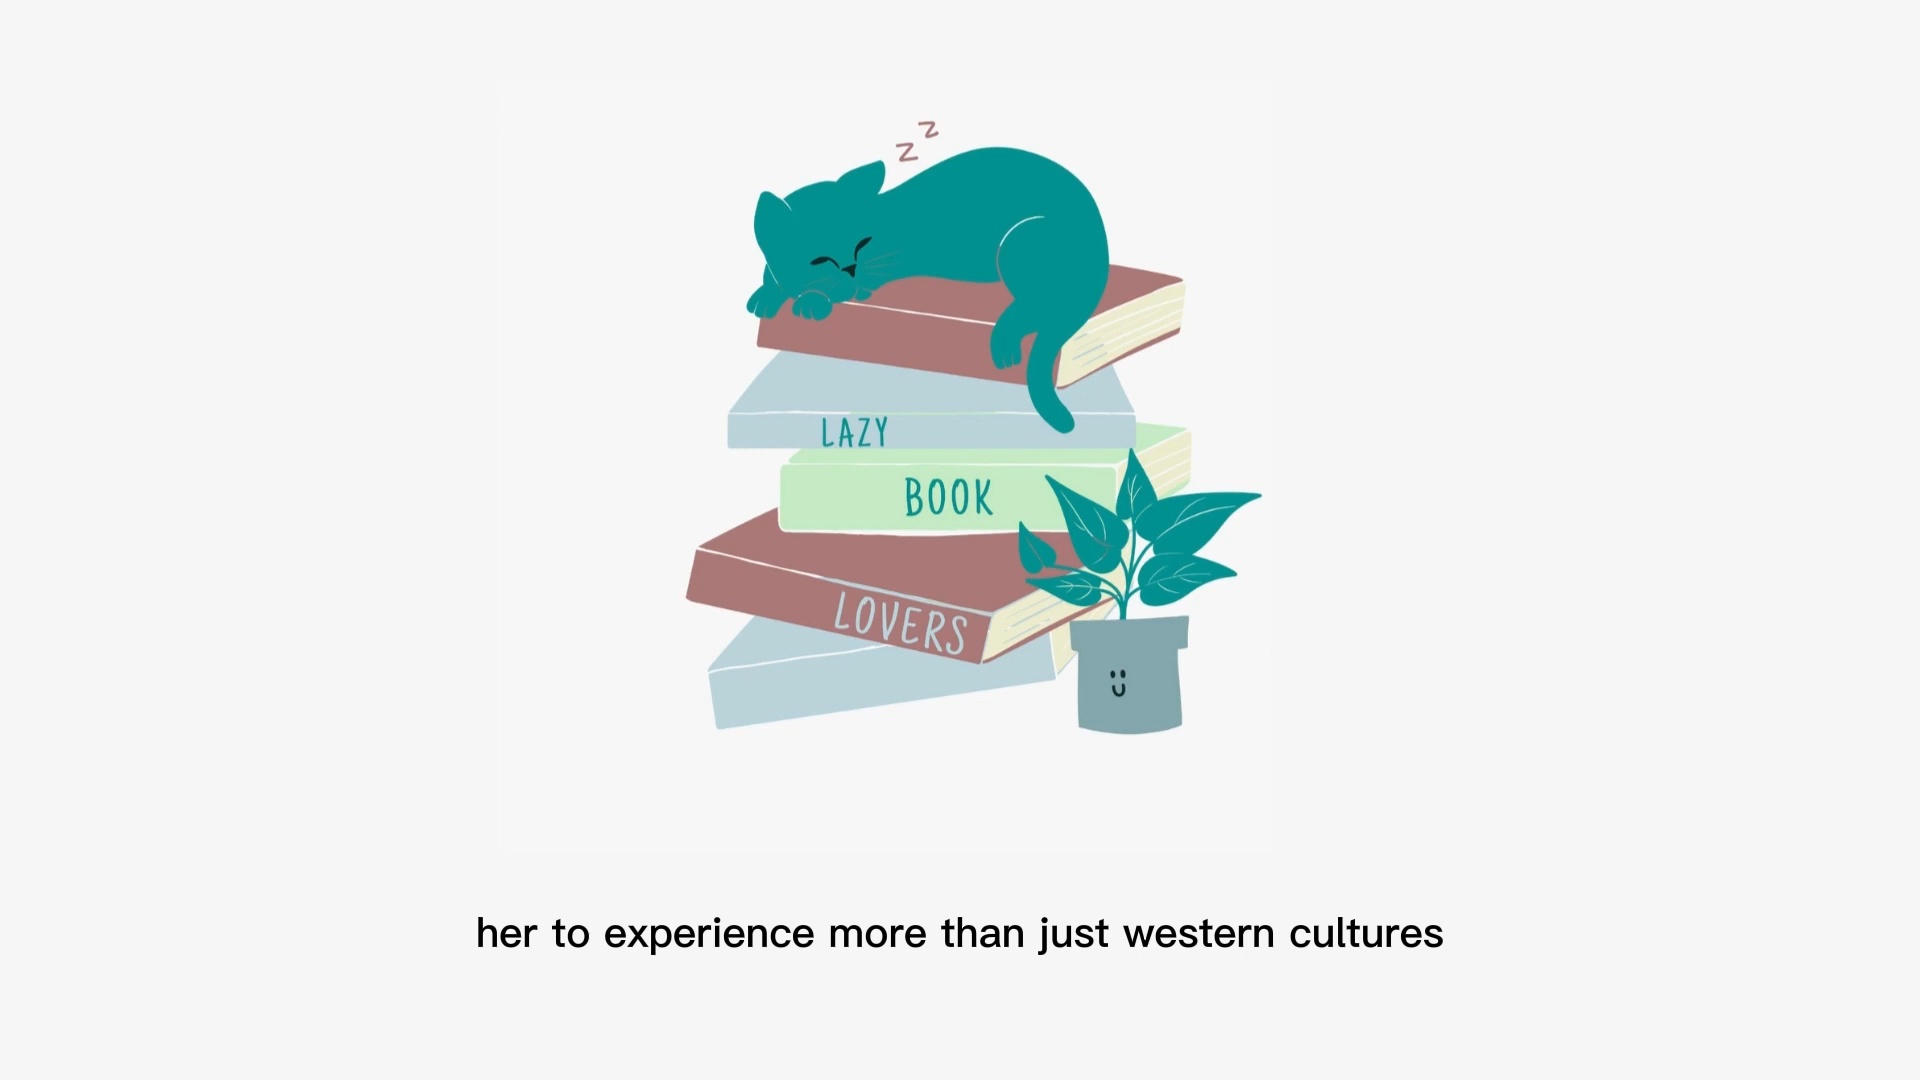 z
z
LAZY
BOOK
LOVERS
her to experience more than just western cultures